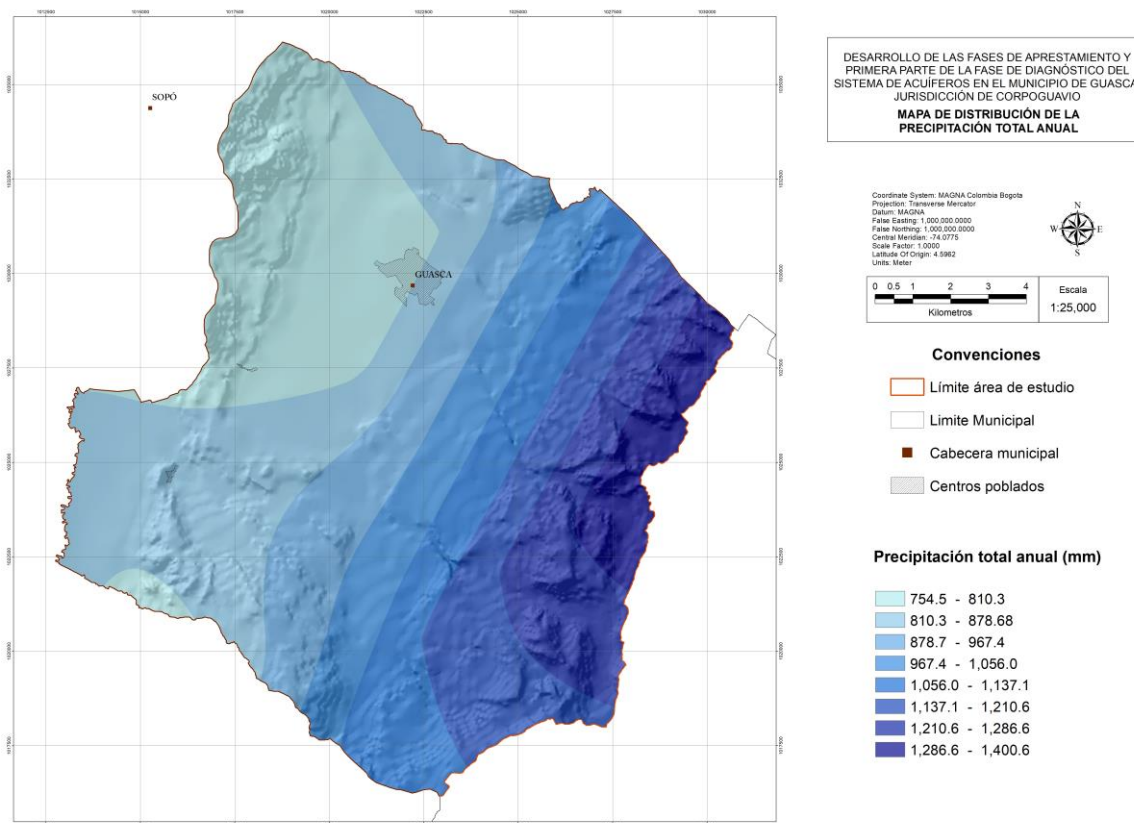 SOPÓ
GUASCA
DESARROLLO DE LAS FASES DE APRESTAMIENTO Y
PRIMERA PARTE DE LA FASE DE DIAGNÓSTICO DEL
SISTEMA DE ACUÍFEROS EN EL MUNICIPIO DE GUASCA
JURISDICCIÓN DE CORPOGUAVIO
MAPA DE DISTRIBUCIÓN DE LA
PRECIPITACIÓN TOTAL ANUAL
Coordinate System: MAGNA Colombia Bogota
Projection: Transverse Mercator
Datum: MAGNA
False Easting: 1,000,000.0000
False Northing: 1,000,000.0000
Central Meridian: -74.0775
Scale Factor: 1.0000
Latitude Of Origin: 4.5962
Units: Meter
N
W E
S
0 0.5 1 2 3 4
Kilometros
Escala
1:25,000
Convenciones
Límite área de estudio
Limite Municipal
Cabecera municipal
Centros poblados
Precipitación total anual (mm)
754.5 - 810.3
810.3 - 878.68
878.7 - 967.4
967.4 - 1,056.0
1,056.0 - 1,137.1
1,137.1 - 1,210.6
1,210.6 - 1,286.6
1,286.6 - 1,400.6